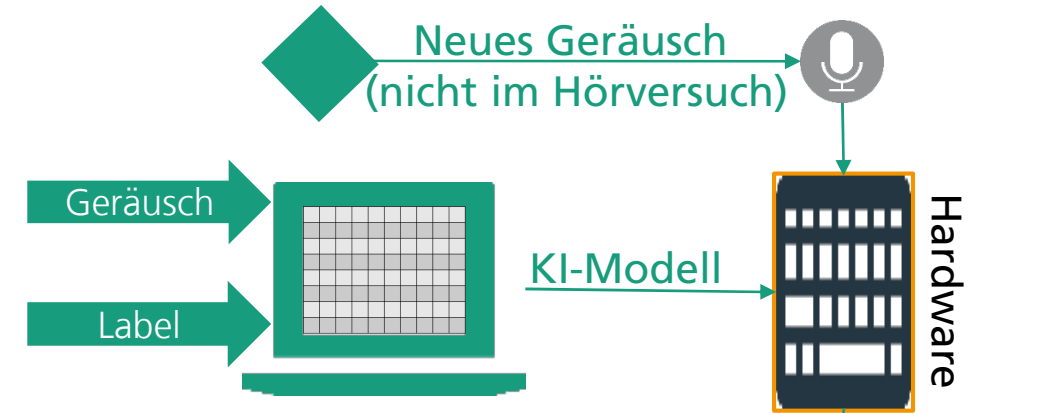 Neues Geräusch
(nicht im Hörversuch)
Geräusch
Label
KI-Modell
Hardware